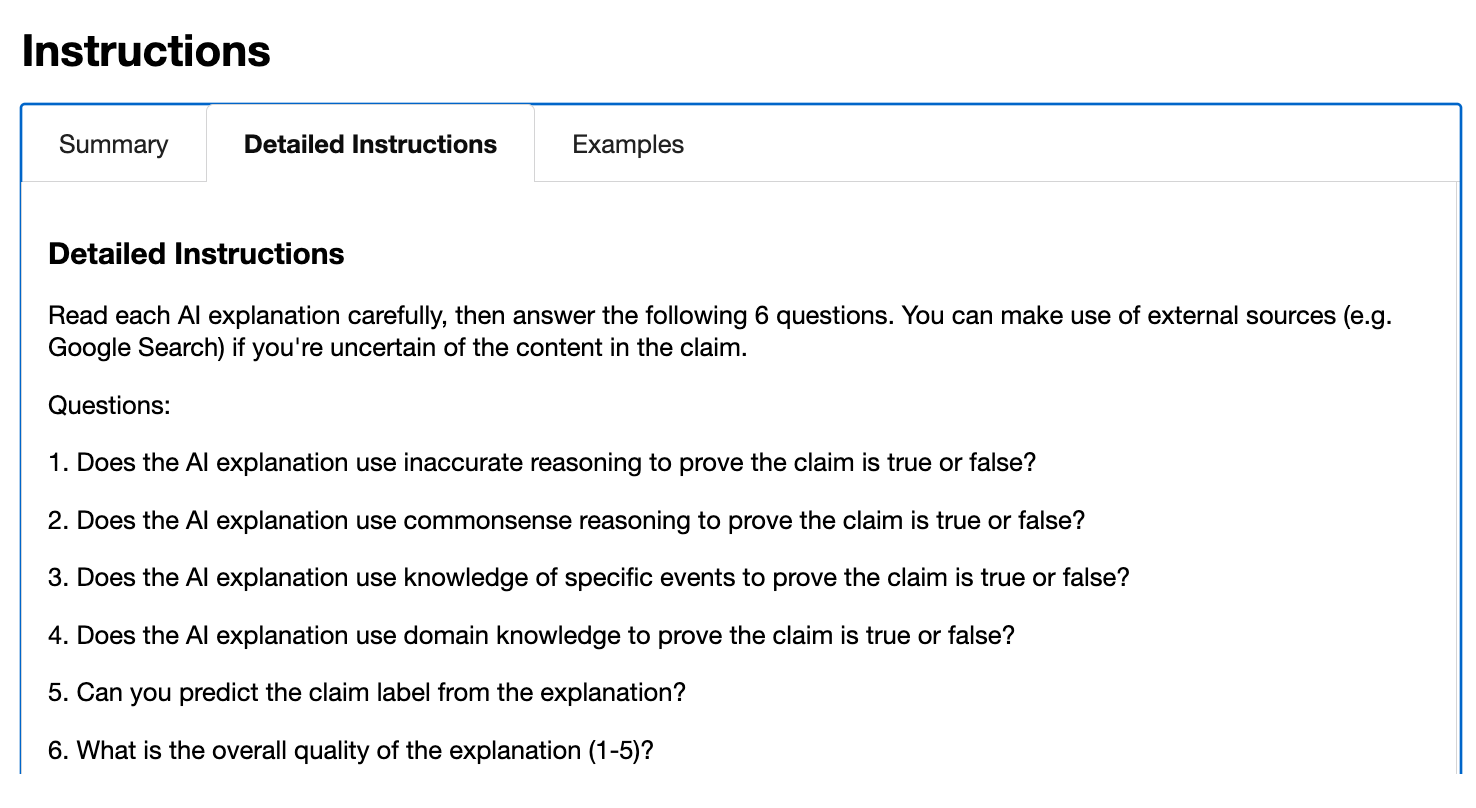 Instructions
Summary
Detailed Instructions
Examples
Detailed Instructions
Read each AI explanation carefully, then answer the following 6 questions. You can make use of external sources (e.g.
Google Search) if you're uncertain of the content in the claim.
Questions:
1. Does the AI explanation use inaccurate reasoning to prove the claim is true or false?
2. Does the AI explanation use commonsense reasoning to prove the claim is true or false?
3. Does the AI explanation use knowledge of specific events to prove the claim is true or false?
4. Does the AI explanation use domain knowledge to prove the claim is true or false?
5. Can you predict the claim label from the explanation?
6. What is the overall quality of the explanation (1-5)?